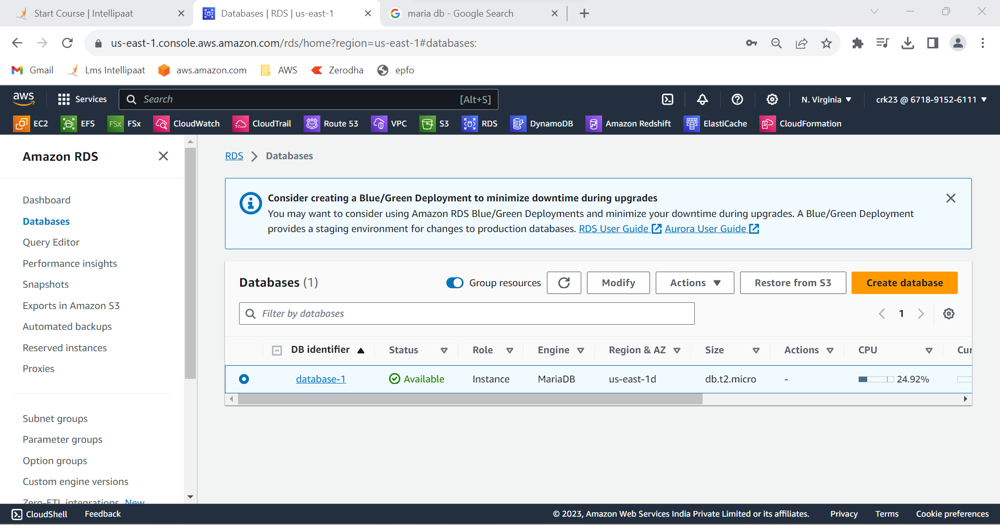 Start Course | Intellipaat
Databases | RDS | us-east-1
maria db - Google Search
us-east-1.console.aws.amazon.com/rds/home?region=us-east-1#databases:
Gmail
Lms Intellipaat
aws.amazon.com
AWS
Zerodha
epfo
aws
Services
Search
[Alt+S]
N. Virginia
crk23 @ 6718-9152-6111
EC2
EFS
FSx
FSx
CloudWatch
CloudTrail
53
Route 53
VPC
S3
RDS
DynamoDB
Amazon Redshift
ElastiCache
CloudFormation
Amazon RDS
Dashboard
Databases
Query Editor
Performance insights
Snapshots
Exports in Amazon S3
Automated backups
Reserved instances
Proxies
Subnet groups
Parameter groups
Option groups
Custom engine versions
Zero-ETL integrations New
RDS > Databases
Consider creating a Blue/Green Deployment to minimize downtime during upgrades
You may want to consider using Amazon RDS Blue/Green Deployments and minimize your downtime during upgrades. A Blue/Green Deployment
provides a staging environment for changes to production databases. RDS User Guide Aurora User Guide
Databases (1)
Group resources
Modify
Actions
Restore from S3
Create database
Filter by databases
1
DB identifier
Status
Role
Engine
Region & AZ
Size
Actions
CPU
Cur
database-1
Available
Instance
MariaDB
us-east-1d
db.t2.micro
-
24.92%
CloudShell
Feedback
© 2023, Amazon Web Services India Private Limited or its affiliates.
Privacy
Terms
Cookie preferences